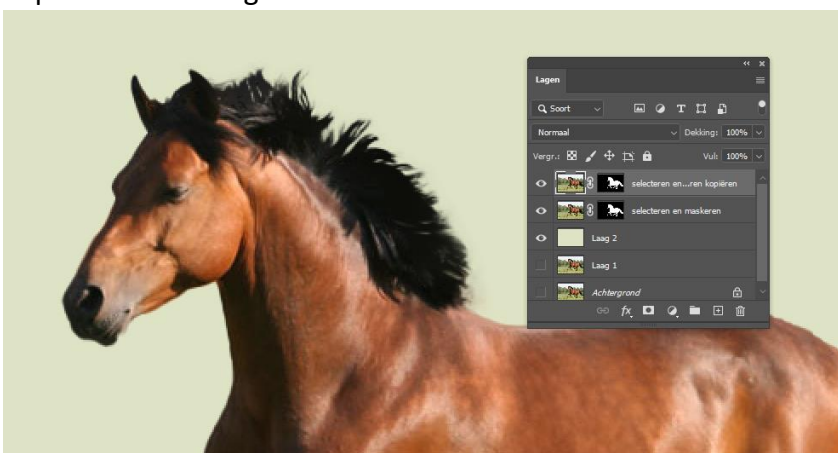 Lagen
Soort
Normaal
Dekking: 100%
Vergr.:
Vul: 100%
selecteren en...ren kopiëren
selecteren en maskeren
Laag 2
Laag 1
Achtergrond
fx